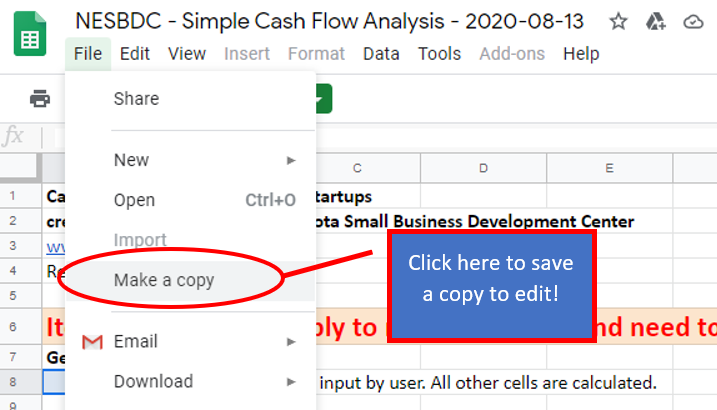 NESBDC - Simple Cash Flow Analysis - 2020-08-13
File Edit View Insert Format Data Tools Add-ons Help
Share
fx
New
C D E
Open Ctrl+O
1 Ca tartups
2 cre ota Small Business Development Center
Import
3 ww
4 Re
Make a copy
Click here to save
a copy to edit!
5
6 It ply to nd need to
Email
7 Ge
Download
8 input by user. All other cells are calculated.
9